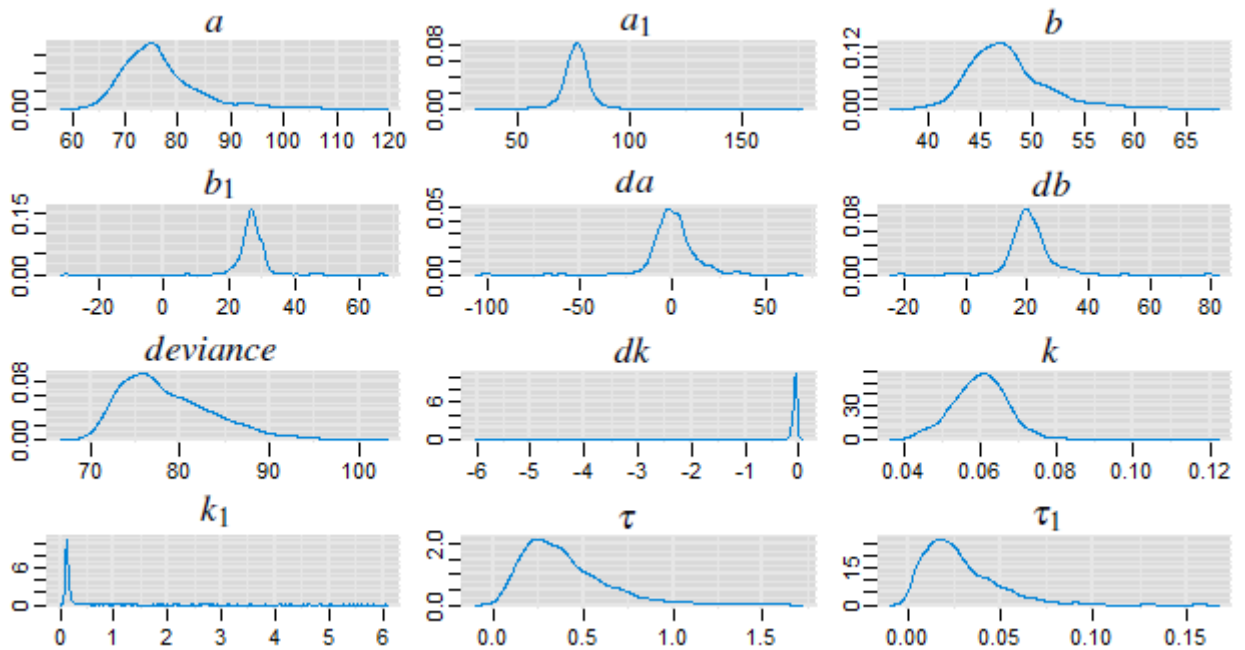 a a₁ b
0.00
60 70 80 90 100 110 120
0.00 0.08
50 100 150
0.00 0.12
40 45 50 55 60 65
b₁ da db
0.00 0.15
-20 0 20 40 60
0.00 0.05
-100 -50 0 50
0.00 0.08
-20 0 20 40 60 80
deviance dk k
0.00 0.08
70 80 90 100
0 6
-6 -5 -4 -3 -2 -1 0
0 30
0.04 0.06 0.08 0.10 0.12
k₁ τ τ₁
0 6
0 1 2 3 4 5 6
0.0 2.0
0.0 0.5 1.0 1.5
0 15
0.00 0.05 0.10 0.15